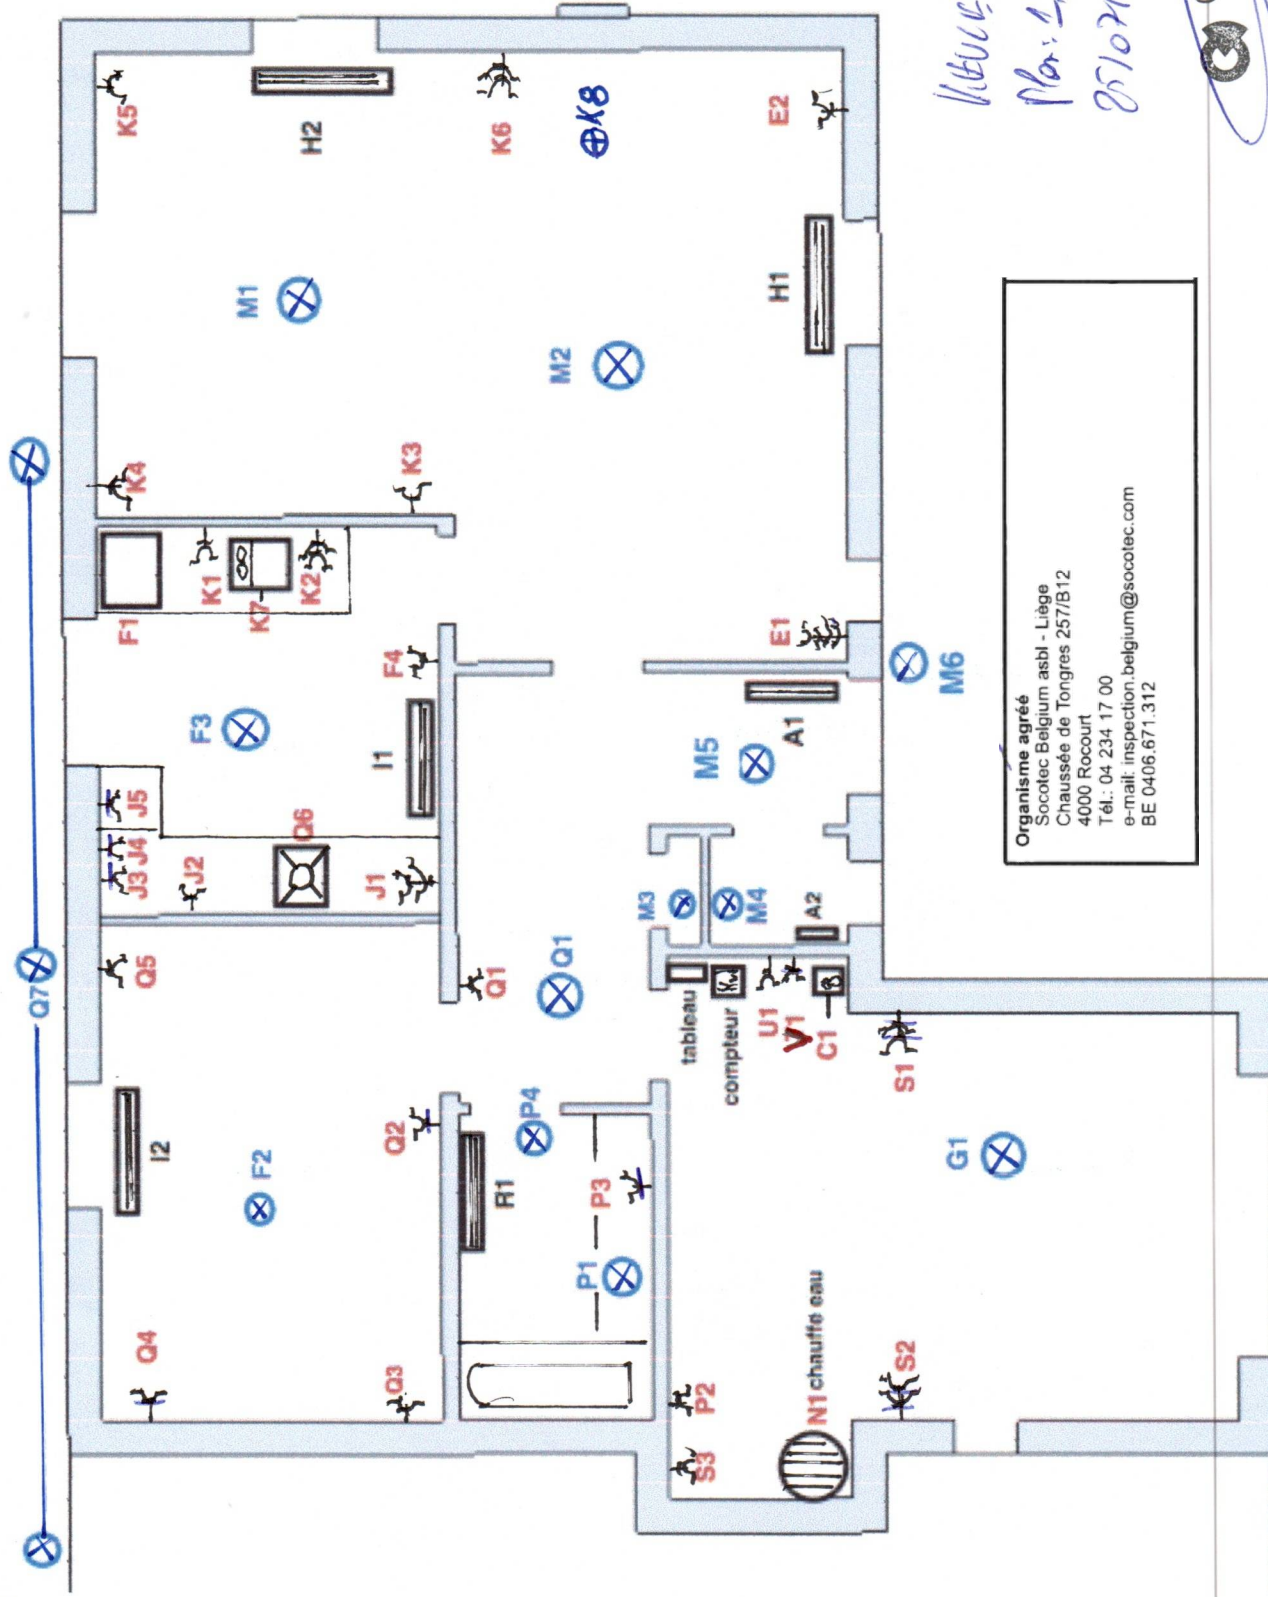 Q7
K5
H2
K6
⊕K8
E2
M1
M2
H1
K4
K3
F1
K1
K7
K2
F4
E1
M6
F3
I1
M5
A1
J5
J4
J3
J2
Q6
J1
M3
M4
A2
Q5
Q1
Q1
tableau
compteur
U1
V1
C1
S1
I2
F2
Q2
P4
R1
P3
P1
G1
Q4
Q3
P2
S3
N1 chauffe eau
S2
Organisme agréé
Socotec Belgium asbl - Liège
Chaussée de Tongres 257/B12
4000 Rocourt
Tél.: 04 234 17 00
e-mail: inspection.belgium@socotec.com
BE 0406.671.312
Plan: 1